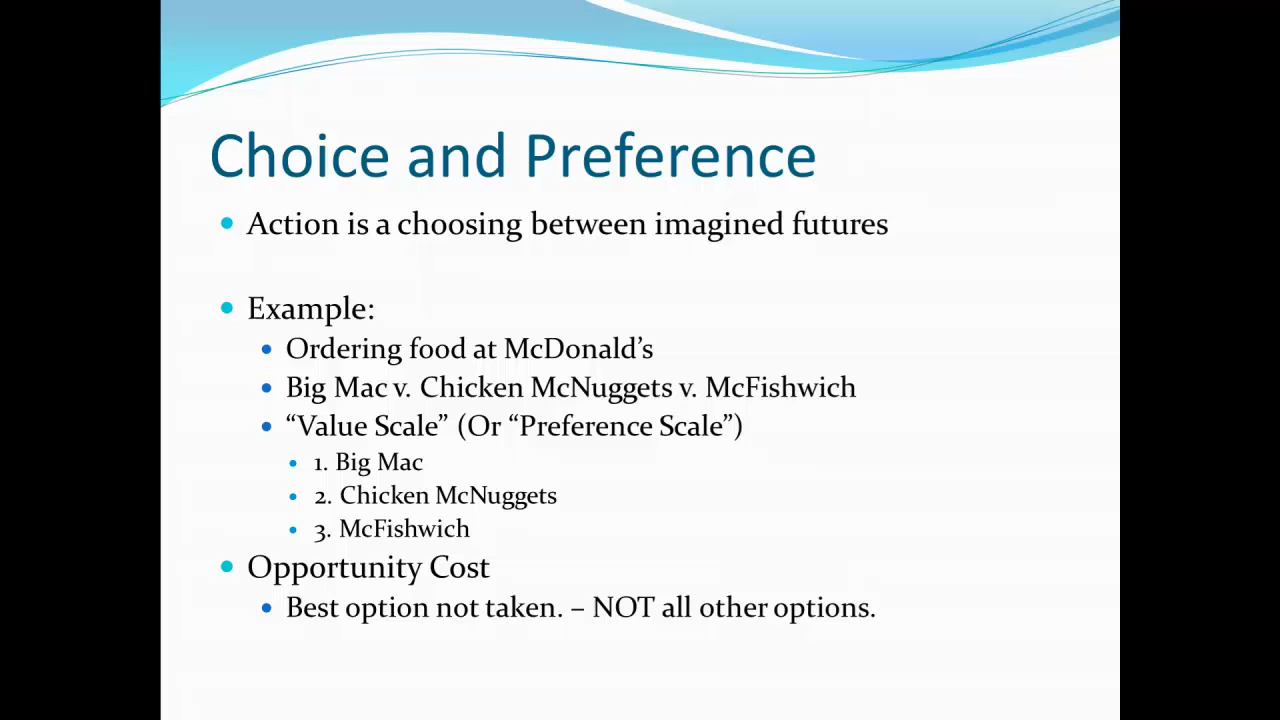 Choice and Preference
• Action is a choosing between imagined futures
• Example:
• Ordering food at McDonald’s
• Big Mac v. Chicken McNuggets v. McFishwich
• “Value Scale” (Or “Preference Scale”)
• 1. Big Mac
• 2. Chicken McNuggets
• 3. McFishwich
• Opportunity Cost
• Best option not taken. – NOT all other options.